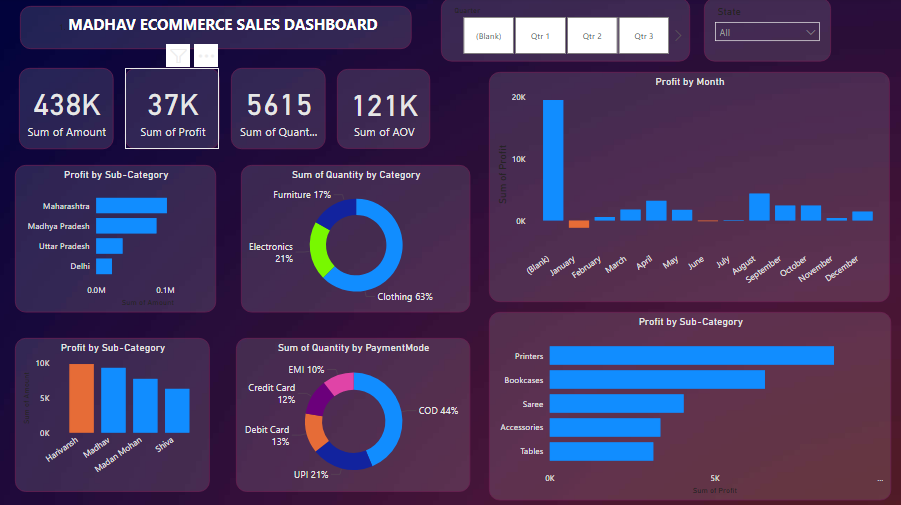 MADHAV ECOMMERCE SALES DASHBOARD
Quarter
(Blank)
Qtr 1
Qtr 2
Qtr 3
State
All
438K
Sum of Amount
37K
Sum of Profit
5615
Sum of Quant...
121K
Sum of AOV
Profit by Sub-Category
Maharashtra
Madhya Pradesh
Uttar Pradesh
Delhi
0.0M
0.1M
Sum of Amount
Sum of Quantity by Category
Furniture 17%
Electronics
21%
Clothing 63%
Profit by Month
Sum of Profit
20K
10K
0K
(Blank)
January
February
March
April
May
June
July
August
September
October
November
December
Profit by Sub-Category
10K
5K
0K
Sum of Amount
Harivansh
Madhav
Madan Mohan
Shiva
Sum of Quantity by PaymentMode
EMI 10%
Credit Card
12%
Debit Card
13%
UPI 21%
COD 44%
Profit by Sub-Category
Printers
Bookcases
Saree
Accessories
Tables
0K
5K
...
Sum of Profit